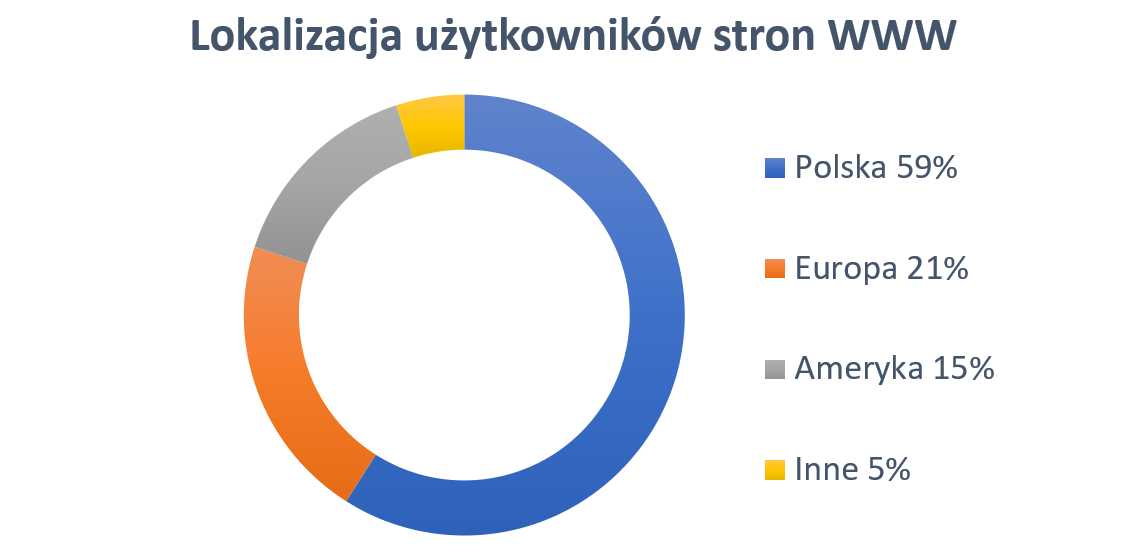 Lokalizacja użytkowników stron WWW
Polska 59%
Europa 21%
Ameryka 15%
Inne 5%